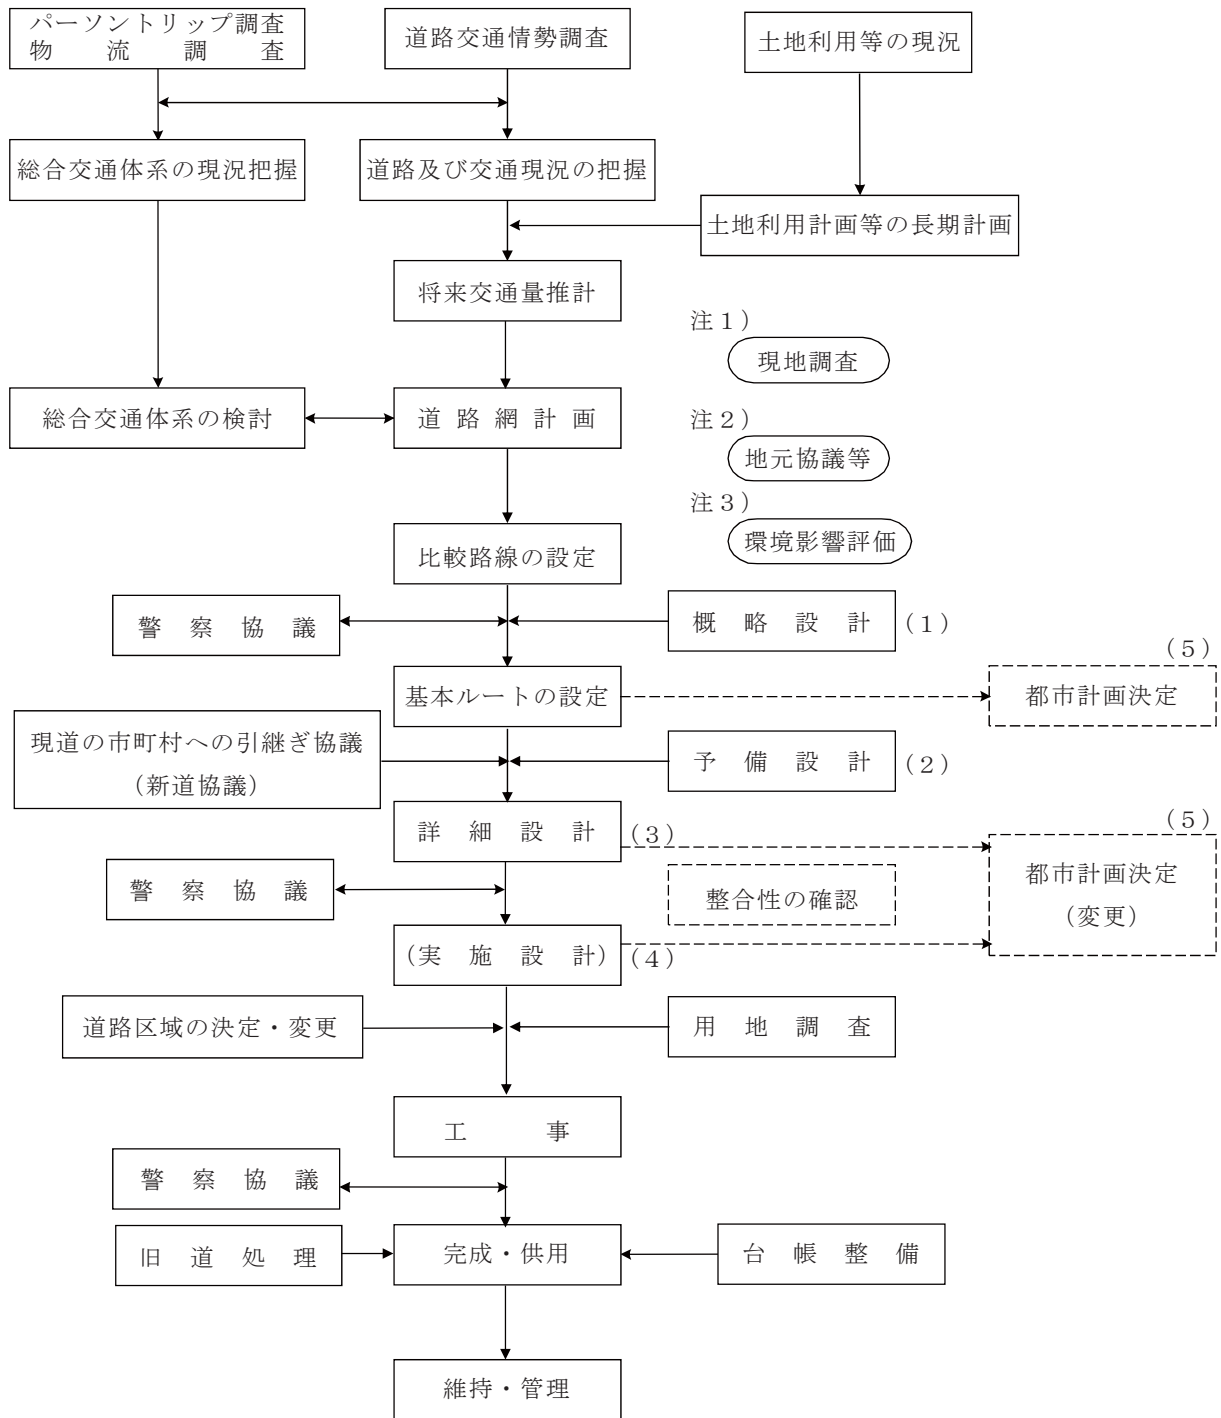 パーソントリップ調査
物流調査
道路交通情勢調査
土地利用等の現況
総合交通体系の現況把握
道路及び交通現況の把握
土地利用計画等の長期計画
将来交通量推計
注１）
現地調査
総合交通体系の検討
道路網計画
注２）
地元協議等
注３）
環境影響評価
比較路線の設定
警察協議
概略設計
（１）
（５）
基本ルートの設定
都市計画決定
現道の市町村への引継ぎ協議
（新道協議）
予備設計
（２）
詳細設計
（３）
（５）
警察協議
整合性の確認
都市計画決定
（変更）
（実施設計）
（４）
道路区域の決定・変更
用地調査
工事
警察協議
旧道処理
完成・供用
台帳整備
維持・管理